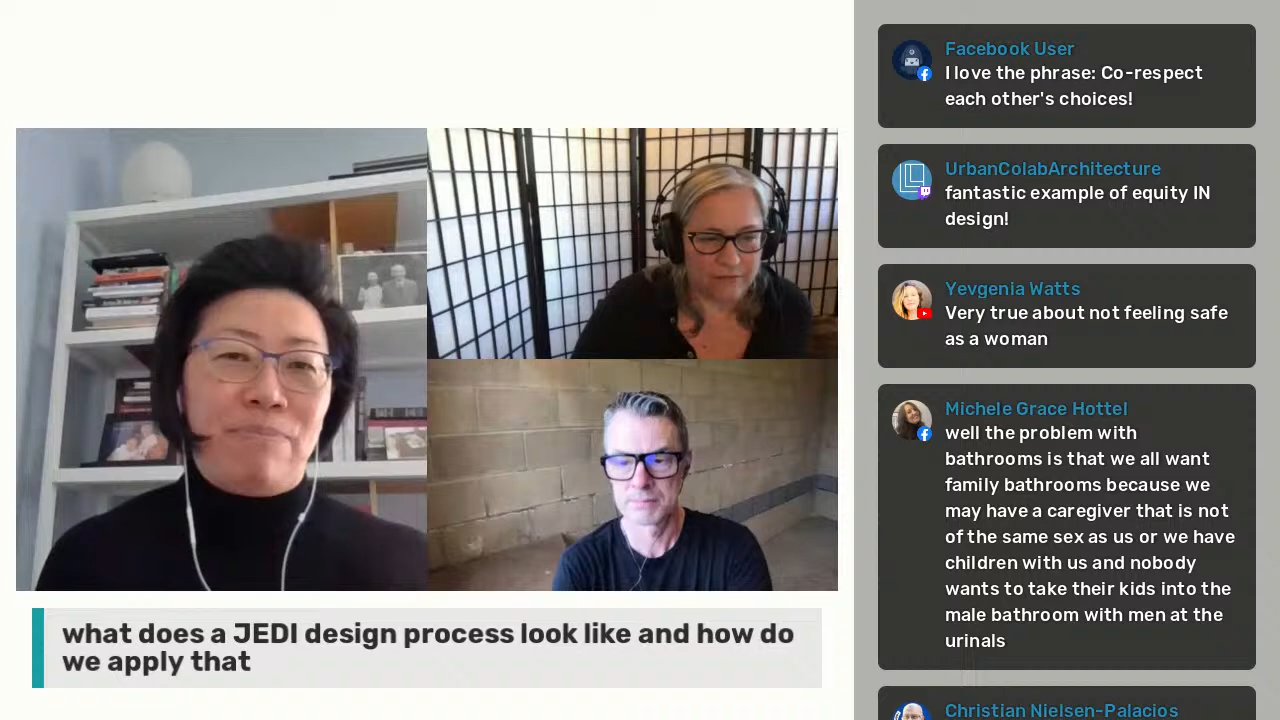 what does a JEDI design process look like and how do
we apply that
Facebook User
I love the phrase: Co-respect
each other's choices!
UrbanColabArchitecture
fantastic example of equity IN
design!
Yevgenia Watts
Very true about not feeling safe
as a woman
Michele Grace Hottel
well the problem with
bathrooms is that we all want
family bathrooms because we
may have a caregiver that is not
of the same sex as us or we have
children with us and nobody
wants to take their kids into the
male bathroom with men at the
urinals
Christian Nielsen-Palacios